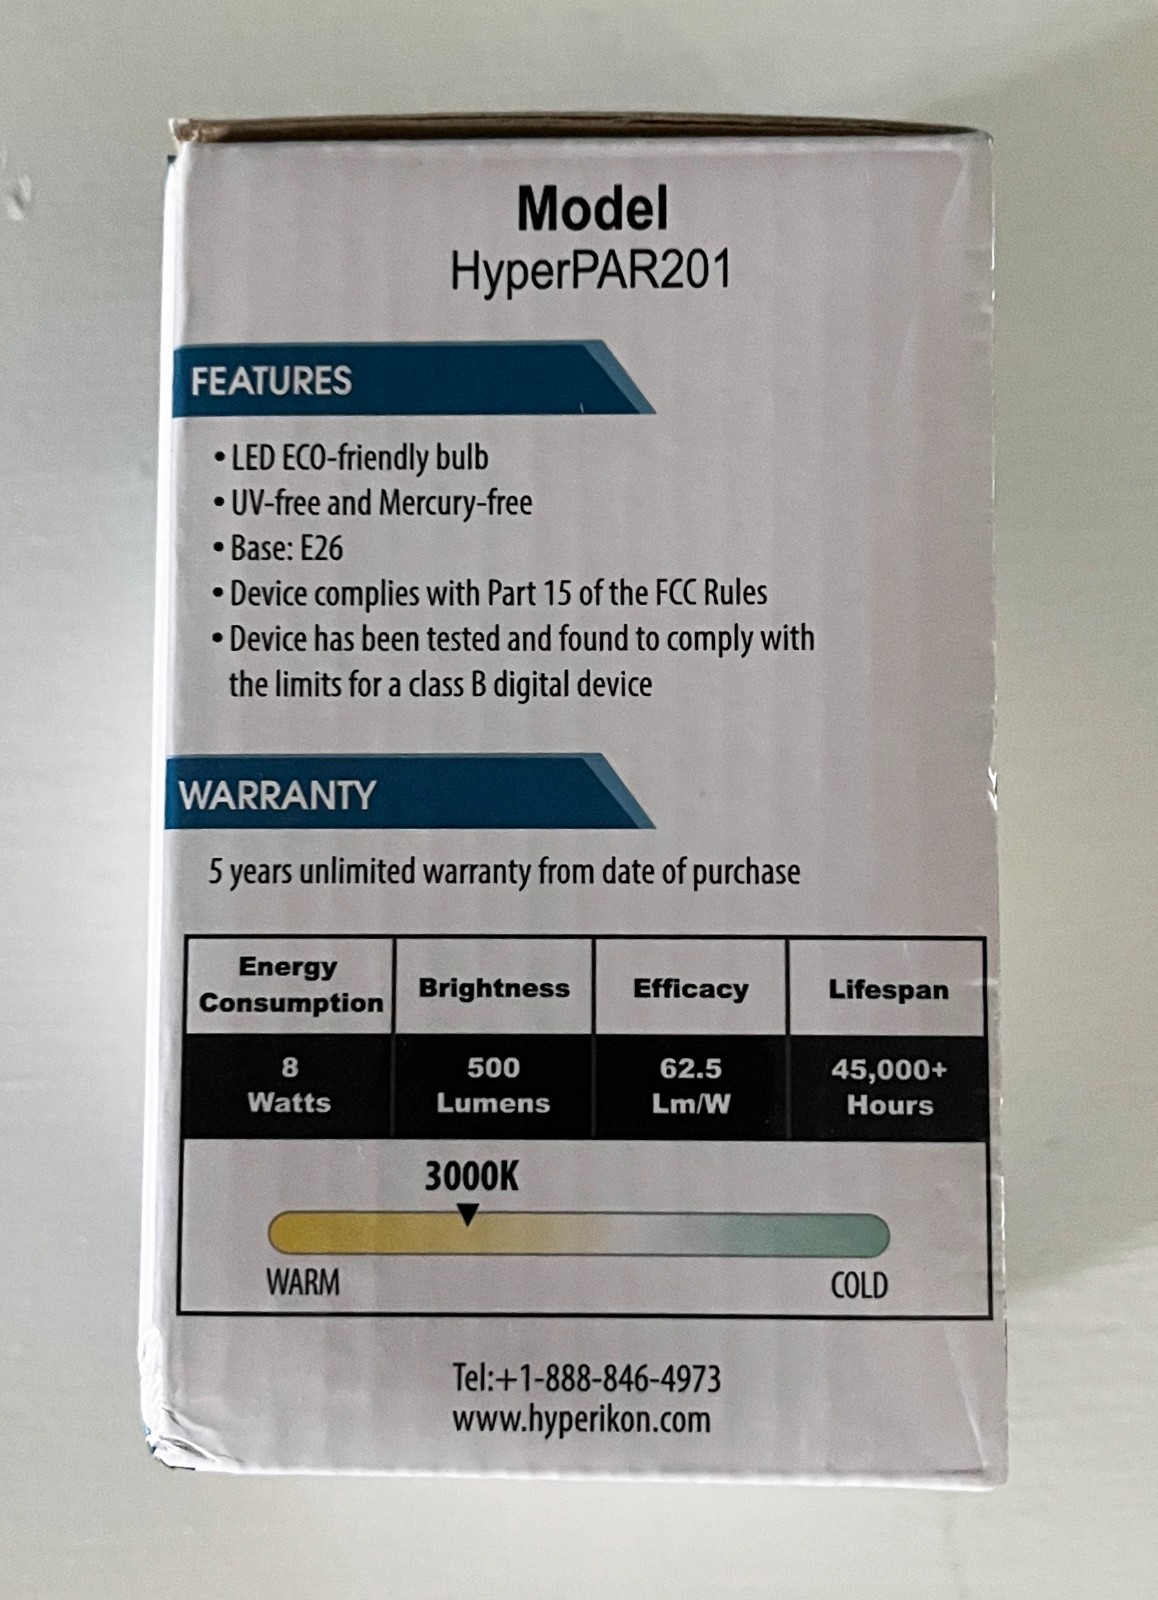 Model
HyperPAR201
FEATURES
• LED ECO-friendly bulb
• UV-free and Mercury-free
• Base: E26
• Device complies with Part 15 of the FCC Rules
• Device has been tested and found to comply with
the limits for a class B digital device
WARRANTY
5 years unlimited warranty from date of purchase
Energy
Consumption
Brightness
Efficacy
Lifespan
8
Watts
500
Lumens
62.5
Lm/W
45,000+
Hours
3000K
WARM
COLD
Tel:+1-888-846-4973
www.hyperikon.com